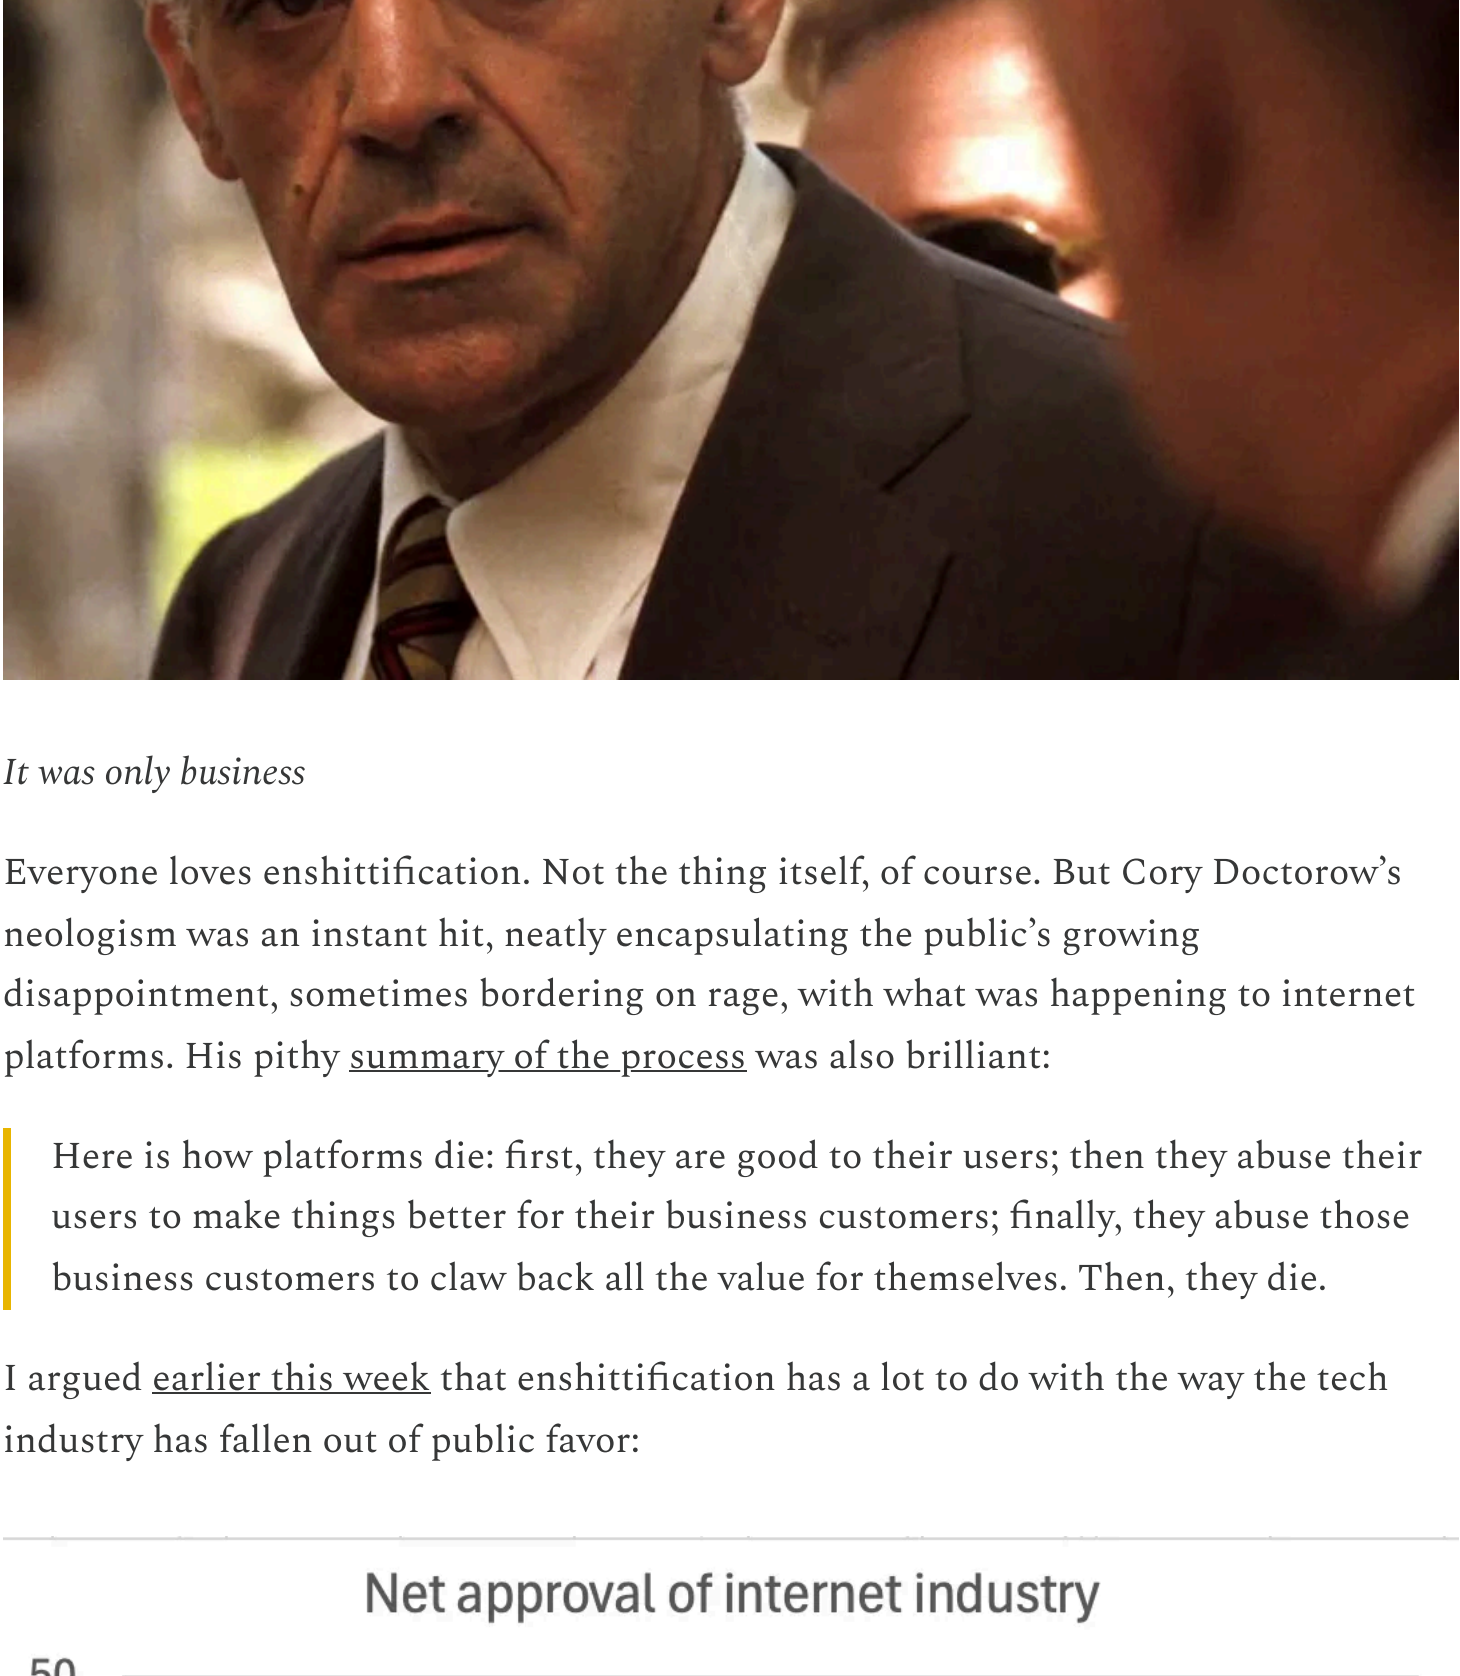 It was only business
Everyone loves enshittification. Not the thing itself, of course. But Cory Doctorow’s
neologism was an instant hit, neatly encapsulating the public’s growing
disappointment, sometimes bordering on rage, with what was happening to internet
platforms. His pithy summary of the process was also brilliant:
Here is how platforms die: first, they are good to their users; then they abuse their
users to make things better for their business customers; finally, they abuse those
business customers to claw back all the value for themselves. Then, they die.
I argued earlier this week that enshittification has a lot to do with the way the tech
industry has fallen out of public favor:
Net approval of internet industry
50